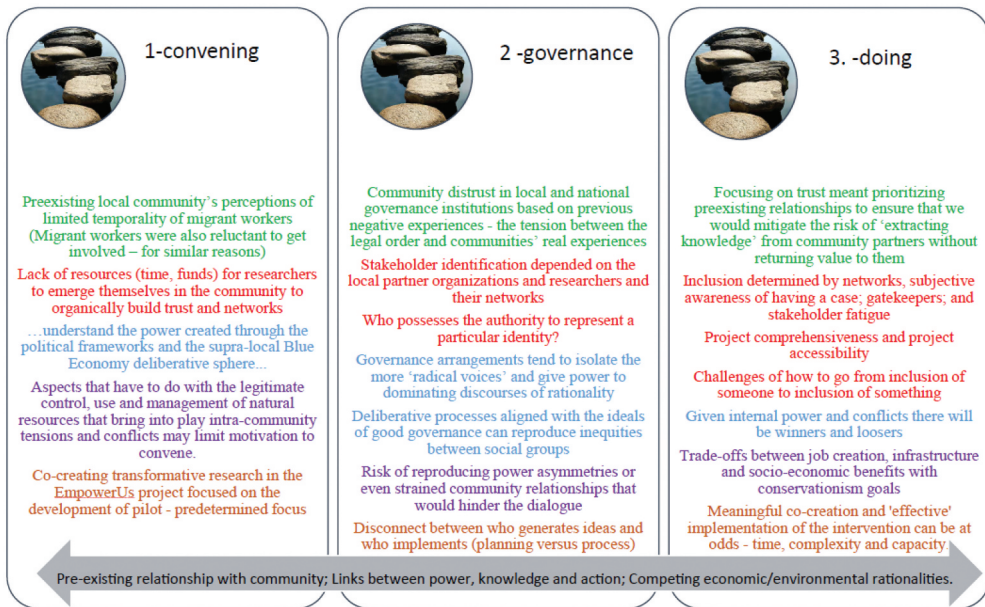 1-convening
Preexisting local community's perceptions of
limited temporality of migrant workers
(Migrant workers were also reluctant to get
involved – for similar reasons)
Lack of resources (time, funds) for researchers
to emerge themselves in the community to
organically build trust and networks
…understand the power created through the
political frameworks and the supra-local Blue
Economy deliberative sphere...
Aspects that have to do with the legitimate
control, use and management of natural
resources that bring into play intra-community
tensions and conflicts may limit motivation to
convene.
Co-creating transformative research in the
EmpowerUs project focused on the
development of pilot - predetermined focus
2 -governance
Community distrust in local and national
governance institutions based on previous
negative experiences - the tension between the
legal order and communities' real experiences
Stakeholder identification depended on the
local partner organizations and researchers and
their networks
Who possesses the authority to represent a
particular identity?
Governance arrangements tend to isolate the
more 'radical voices' and give power to
dominating discourses of rationality
Deliberative processes aligned with the ideals
of good governance can reproduce inequities
between social groups
Risk of reproducing power asymmetries or
even strained community relationships that
would hinder the dialogue
Disconnect between who generates ideas and
who implements (planning versus process)
3. -doing
Focusing on trust meant prioritizing
preexisting relationships to ensure that we
would mitigate the risk of 'extracting
knowledge' from community partners without
returning value to them
Inclusion determined by networks, subjective
awareness of having a case; gatekeepers; and
stakeholder fatigue
Project comprehensiveness and project
accessibility
Challenges of how to go from inclusion of
someone to inclusion of something
Given internal power and conflicts there will
be winners and loosers
Trade-offs between job creation, infrastructure
and socio-economic benefits with
conservationism goals
Meaningful co-creation and 'effective'
implementation of the intervention can be at
odds - time, complexity and capacity.
Pre-existing relationship with community; Links between power, knowledge and action; Competing economic/environmental rationalities.